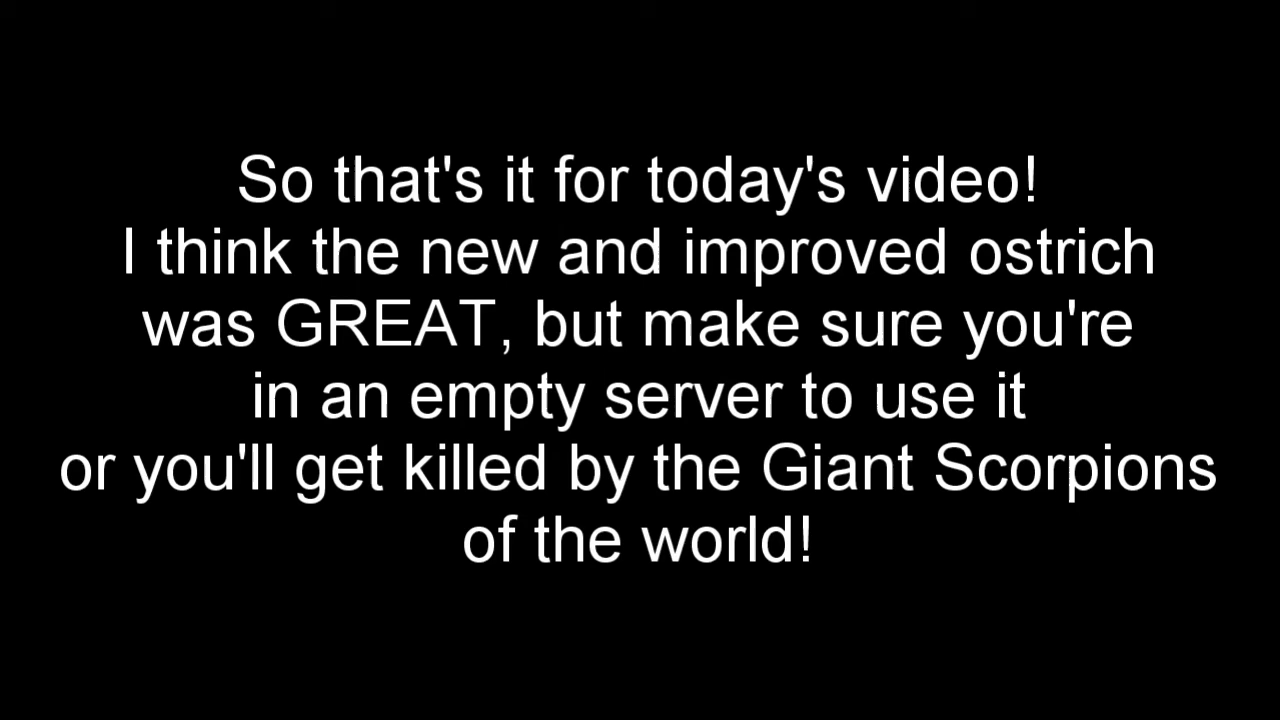 So that's it for today's video!
I think the new and improved ostrich
was GREAT, but make sure you're
in an empty server to use it
or you'll get killed by the Giant Scorpions
of the world!